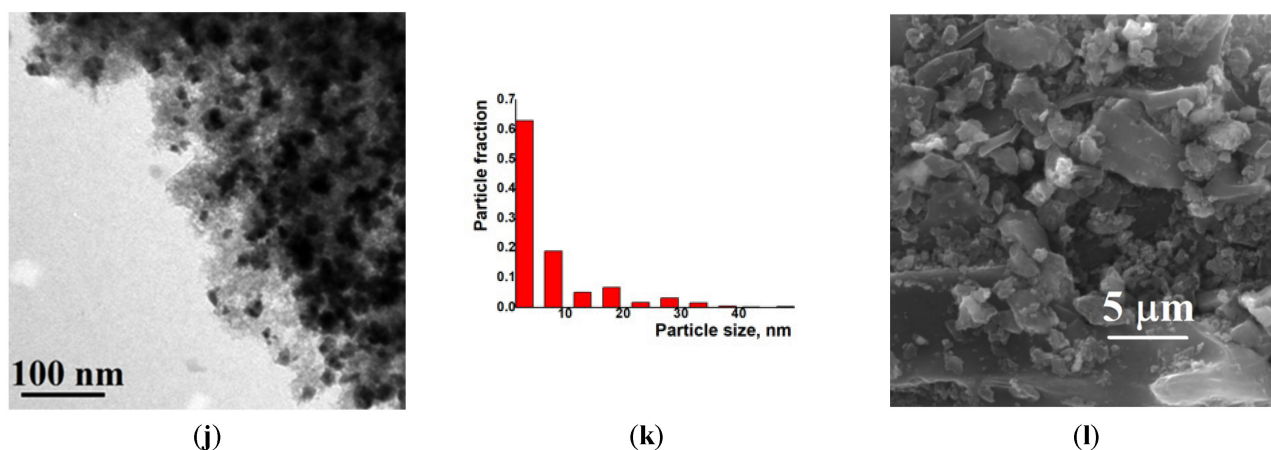 100 nm
Particle fraction
0.7
0.6
0.5
0.4
0.3
0.2
0.1
0.0
10 20 30 40
Particle size, nm
5 μm
(j) (k) (l)